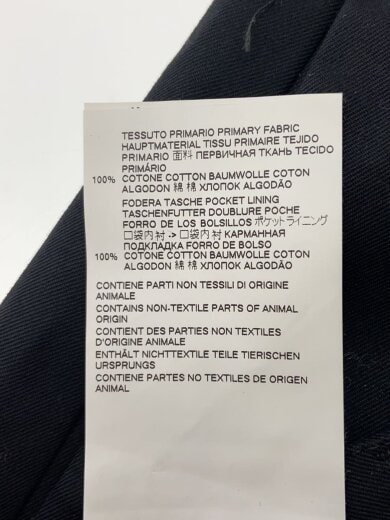 TESSUTO PRIMARIO PRIMARY FABRIC
HAUPTMATERIAL TISSU PRIMAIRE TEJIDO
PRIMARIO 面料 ПЕРВИЧНАЯ ТКАНЬ TECIDO
PRIMÁRIO
100% COTONE COTTON BAUMWOLLE COTON
ALGODON 綿 棉 ХЛОПОК ALGODÃO
FODERA TASCHE POCKET LINING
TASCHENFUTTER DOUBLURE POCHE
FORRO DE LOS BOLSILLOS ポケットライニング
口袋内衬 -> 口袋内衬 КАРМАННАЯ
ПОДКЛАДКА FORRO DE BOLSO
100% COTONE COTTON BAUMWOLLE COTON
ALGODON 綿 棉 ХЛОПОК ALGODÃO
CONTIENE PARTI NON TESSILI DI ORIGINE
ANIMALE
CONTAINS NON-TEXTILE PARTS OF ANIMAL
ORIGIN
CONTIENT DES PARTIES NON TEXTILES
D'ORIGINE ANIMALE
ENTHÄLT NICHTTEXTILE TEILE TIERISCHEN
URSPRUNGS
CONTIENE PARTES NO TEXTILES DE ORIGEN
ANIMAL